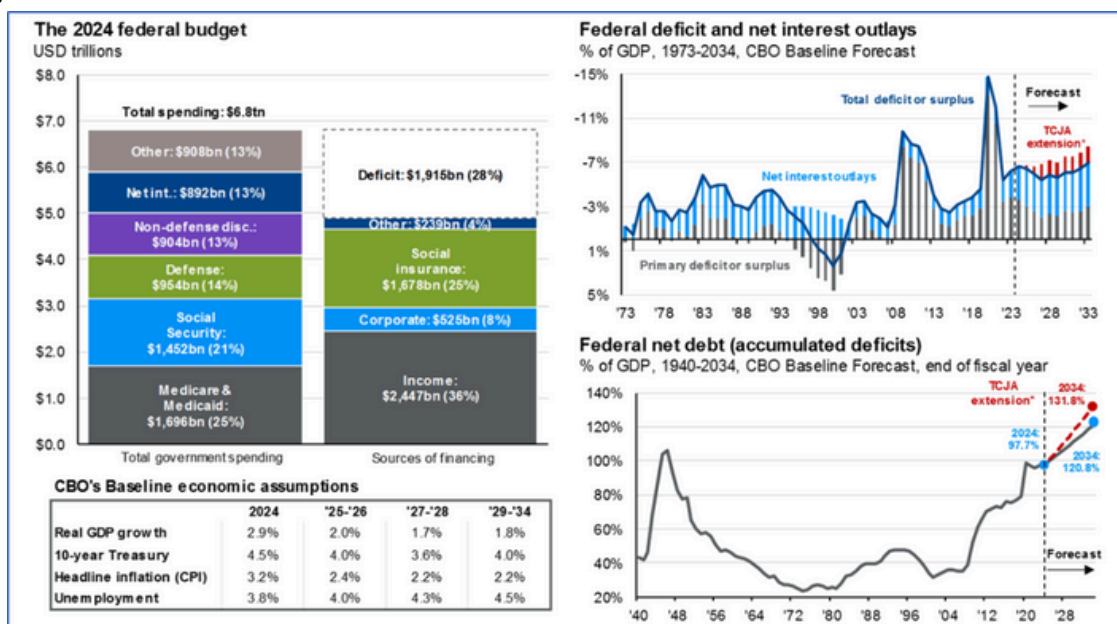 The 2024 federal budget
USD trillions
$8.0
$7.0
$6.0
$5.0
$4.0
$3.0
$2.0
$1.0
$0.0
Total spending: $6.8tn
Other: $908bn (13%)
Net int.: $892bn (13%)
Non-defense disc.:
$904bn (13%)
Defense:
$954bn (14%)
Social
Security:
$1,452bn (21%)
Medicare &
Medicaid:
$1,696bn (25%)
Total government spending
Deficit: $1,915bn (28%)
Other: $239bn (4%)
Social
insurance:
$1,678bn (25%)
Corporate: $525bn (8%)
Income:
$2,447bn (36%)
Sources of financing
CBO's Baseline economic assumptions
2024 '25-'26 '27-'28 '29-'34
Real GDP growth 2.9% 2.0% 1.7% 1.8%
10-year Treasury 4.5% 4.0% 3.6% 4.0%
Headline inflation (CPI) 3.2% 2.4% 2.2% 2.2%
Unemployment 3.8% 4.0% 4.3% 4.5%
Federal deficit and net interest outlays
% of GDP, 1973-2034, CBO Baseline Forecast
-15%
-11%
-7%
-3%
1%
5%
Total deficit or surplus
Forecast
TCJA
extension*
Net interest outlays
Primary deficit or surplus
'73 '78 '83 '88 '93 '98 '03 '08 '13 '18 '23 '28 '33
Federal net debt (accumulated deficits)
% of GDP, 1940-2034, CBO Baseline Forecast, end of fiscal year
140%
120%
100%
80%
60%
40%
20%
TCJA
extension*
2034:
131.8%
2024:
97.7%
2034:
120.8%
Forecast
'40 '48 '56 '64 '72 '80 '88 '96 '04 '12 '20 '28